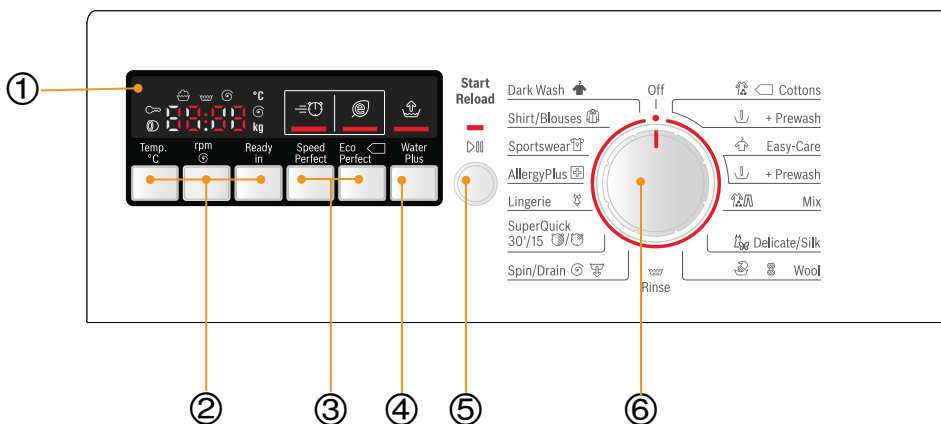 ①
°C
kg
Temp.
°C
rpm
Ready
in
Speed
Perfect
Eco
Perfect
Water
Plus
Start
Reload
Dark Wash
Shirt/Blouses
Sportswear
AllergyPlus
Lingerie
SuperQuick
30'/15
Spin/Drain
Off
Cottons
+ Prewash
Easy-Care
+ Prewash
Mix
Delicate/Silk
Wool
Rinse
② ③ ④ ⑤ ⑥